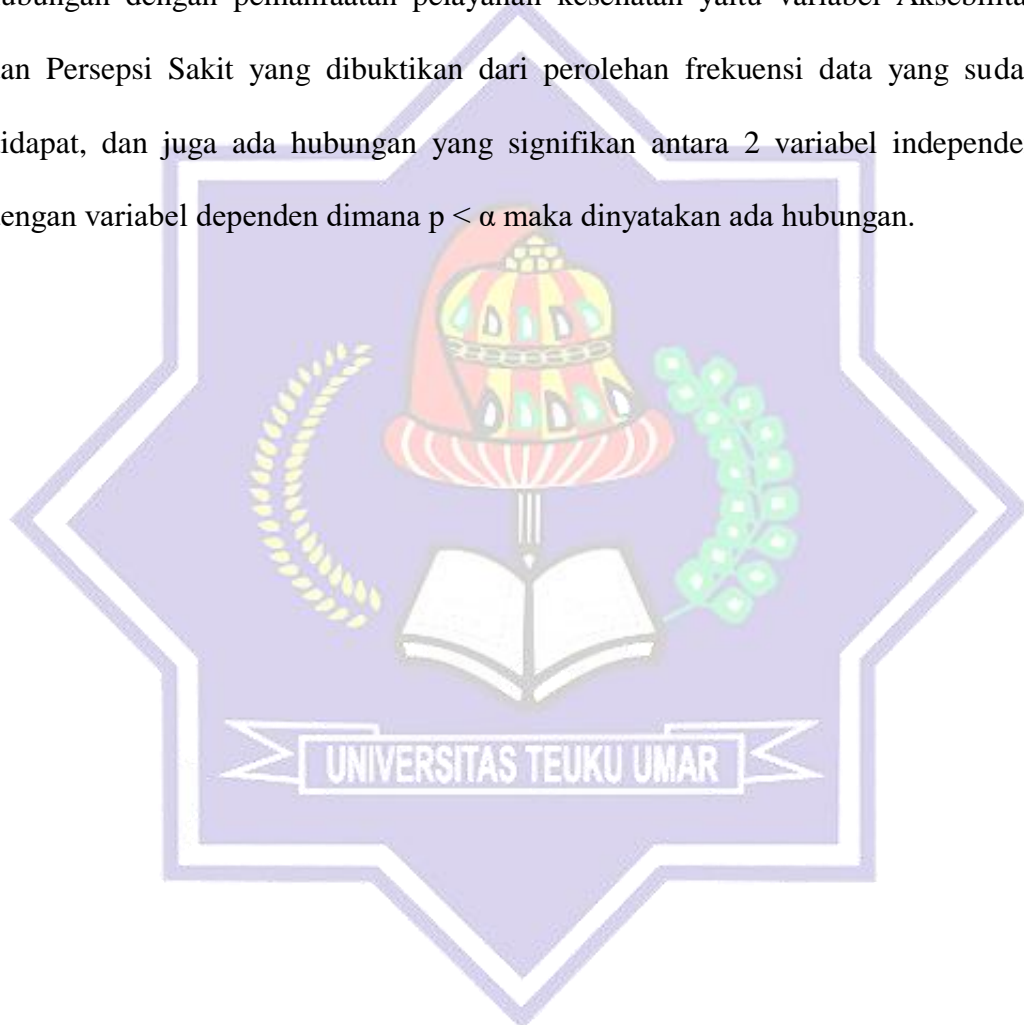 ubungan dengan pemanfaatan pelayanan kesehatan yaitu variabel Aksebilita
an Persepsi Sakit yang dibuktikan dari perolehan frekuensi data yang suda
idapat, dan juga ada hubungan yang signifikan antara 2 variabel independe
engan variabel dependen dimana p < α maka dinyatakan ada hubungan.
UNIVERSITAS TEUKU UMAR